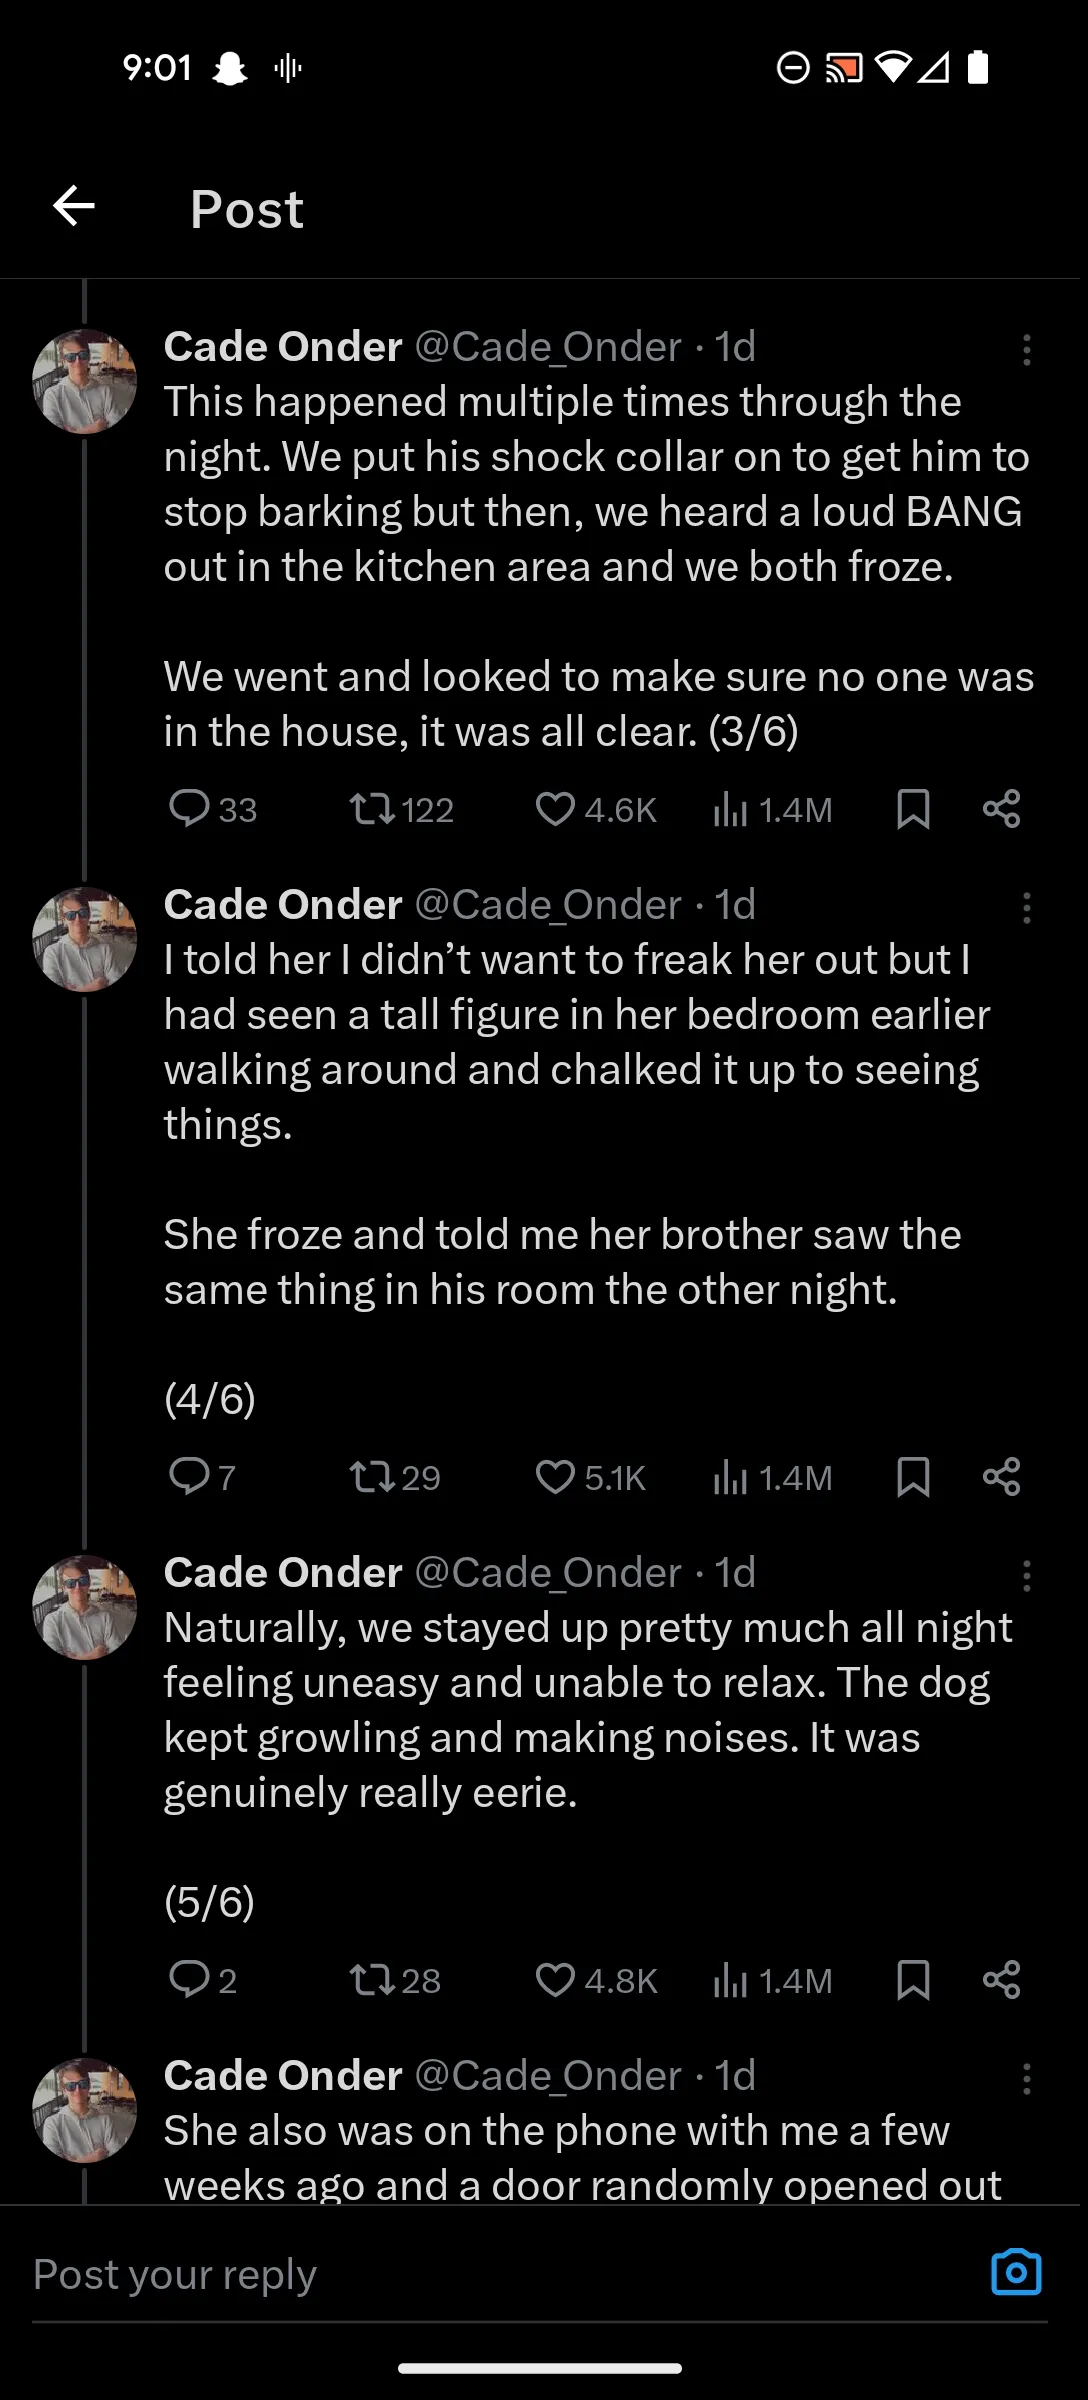 9:01
Post
Cade Onder @Cade_Onder · 1d
This happened multiple times through the
night. We put his shock collar on to get him to
stop barking but then, we heard a loud BANG
out in the kitchen area and we both froze.
We went and looked to make sure no one was
in the house, it was all clear. (3/6)
33 122 4.6K 1.4M
Cade Onder @Cade_Onder · 1d
I told her I didn’t want to freak her out but I
had seen a tall figure in her bedroom earlier
walking around and chalked it up to seeing
things.
She froze and told me her brother saw the
same thing in his room the other night.
(4/6)
7 29 5.1K 1.4M
Cade Onder @Cade_Onder · 1d
Naturally, we stayed up pretty much all night
feeling uneasy and unable to relax. The dog
kept growling and making noises. It was
genuinely really eerie.
(5/6)
2 28 4.8K 1.4M
Cade Onder @Cade_Onder · 1d
She also was on the phone with me a few
weeks ago and a door randomly opened out
Post your reply